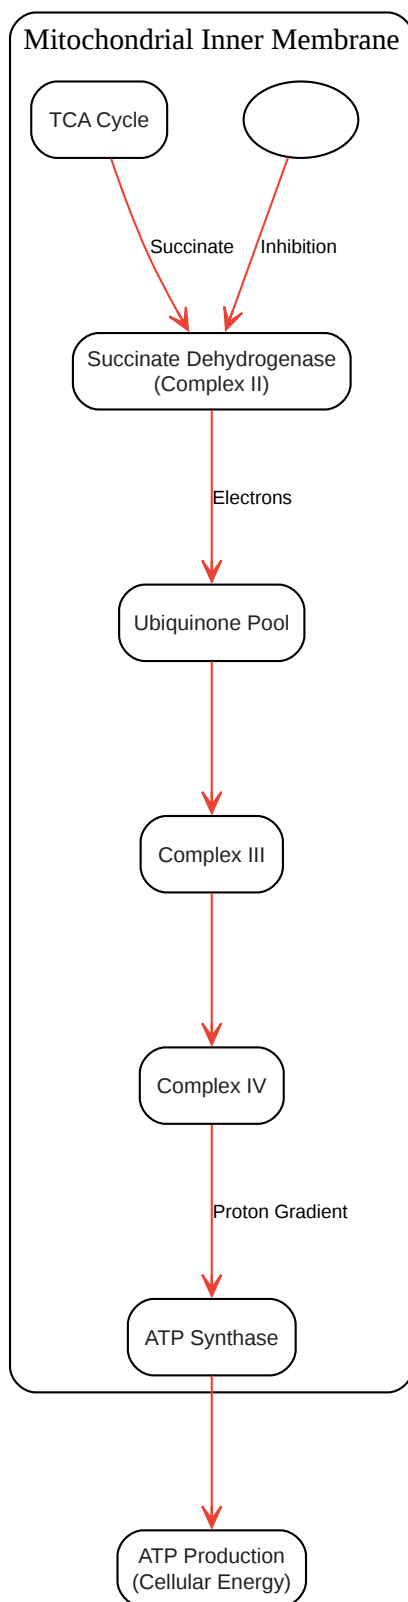 Mitochondrial Inner Membrane
TCA Cycle
Succinate
Inhibition
Succinate Dehydrogenase
(Complex II)
Electrons
Ubiquinone Pool
Complex III
Complex IV
Proton Gradient
ATP Synthase
ATP Production
(Cellular Energy)